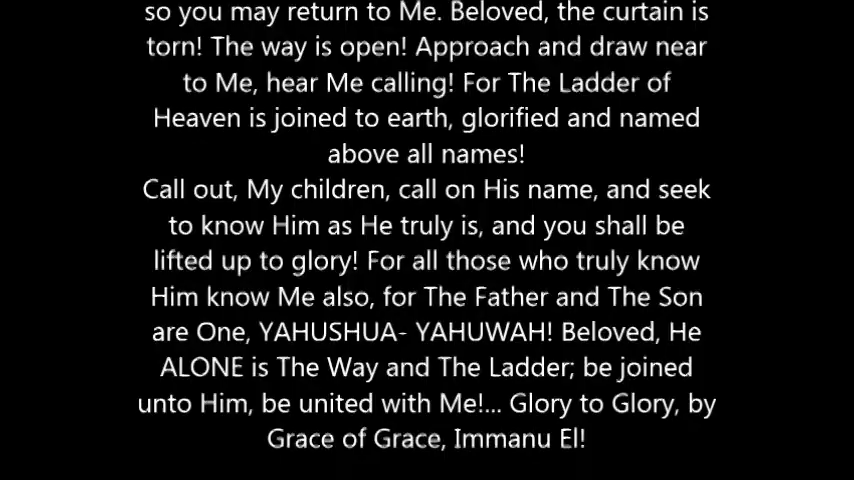 so you may return to Me. Beloved, the curtain is
torn! The way is open! Approach and draw near
to Me, hear Me calling! For The Ladder of
Heaven is joined to earth, glorified and named
above all names!
Call out, My children, call on His name, and seek
to know Him as He truly is, and you shall be
lifted up to glory! For all those who truly know
Him know Me also, for The Father and The Son
are One, YAHUSHUA- YAHUWAH! Beloved, He
ALONE is The Way and The Ladder; be joined
unto Him, be united with Me!... Glory to Glory, by
Grace of Grace, Immanu El!